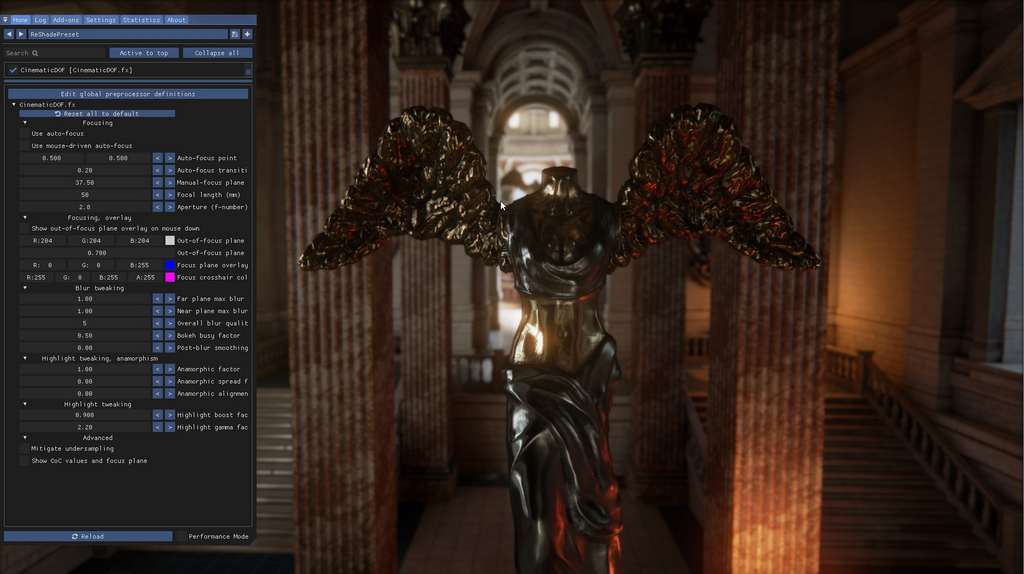 Home Log Add-ons Settings Statistics About
ReShadePreset
Search Active to top Collapse all
CinematicDOF [CinematicDOF.fx]
Edit global preprocessor definitions
CinematicDOF.fx
Reset all to default
Focusing
Use auto-focus
Use mouse-driven auto-focus
0.500 0.500 < > Auto-focus point
0.20 < > Auto-focus transiti
37.50 < > Manual-focus plane
50 < > Focal length (mm)
2.8 < > Aperture (f-number)
Focusing, overlay
Show out-of-focus plane overlay on mouse down
R:204 G:204 B:204 Out-of-focus plane
0.700 Out-of-focus plane
R: 0 G: 0 B:255 Focus plane overlay
R:255 G: 0 B:255 A:255 Focus crosshair col
Blur tweaking
1.00 < > Far plane max blur
1.00 < > Near plane max blur
5 < > Overall blur qualit
0.50 < > Bokeh busy factor
0.00 < > Post-blur smoothing
Highlight tweaking, anamorphism
1.00 < > Anamorphic factor
0.00 < > Anamorphic spread f
0.00 < > Anamorphic alignmen
Highlight tweaking
0.900 < > Highlight boost fac
2.20 < > Highlight gamma fac
Advanced
Mitigate undersampling
Show CoC values and focus plane
Reload Performance Mode